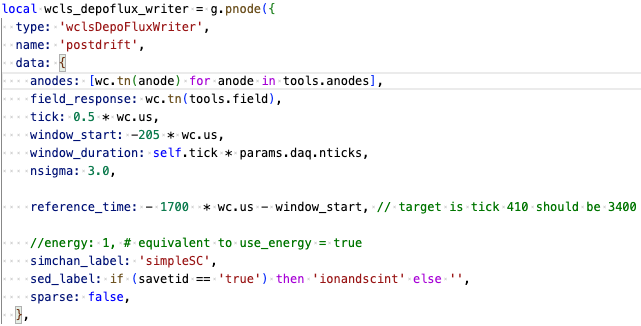 local wcls_depoflux_writer = g.pnode({
type: 'wclsDepoFluxWriter',
name: 'postdrift',
data: {
anodes: [wc.tn(anode) for anode in tools.anodes],
field_response: wc.tn(tools.field),
tick: 0.5 * wc.us,
window_start: -205 * wc.us,
window_duration: self.tick * params.daq.nticks,
nsigma: 3.0,
reference_time: - 1700 * wc.us - window_start, // target is tick 410 should be 3400
//energy: 1, # equivalent to use_energy = true
simchan_label: 'simpleSC',
sed_label: if (savetid == 'true') then 'ionandscint' else '',
sparse: false,
},